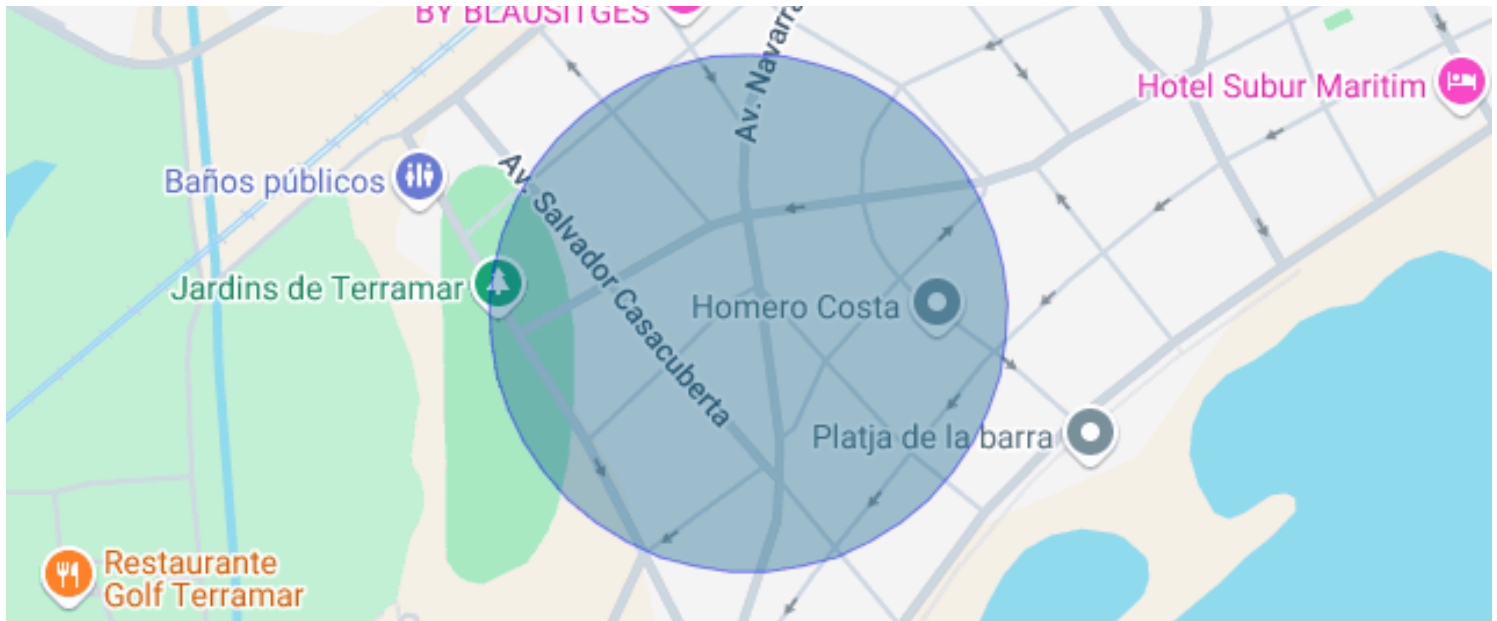 BY BLAUSITGES
Av. Navarra
Hotel Subur Maritim
Baños públicos
Av. Salvador Casacuberta
Jardins de Terramar
Homero Costa
Platja de la barra
Restaurante
Golf Terramar